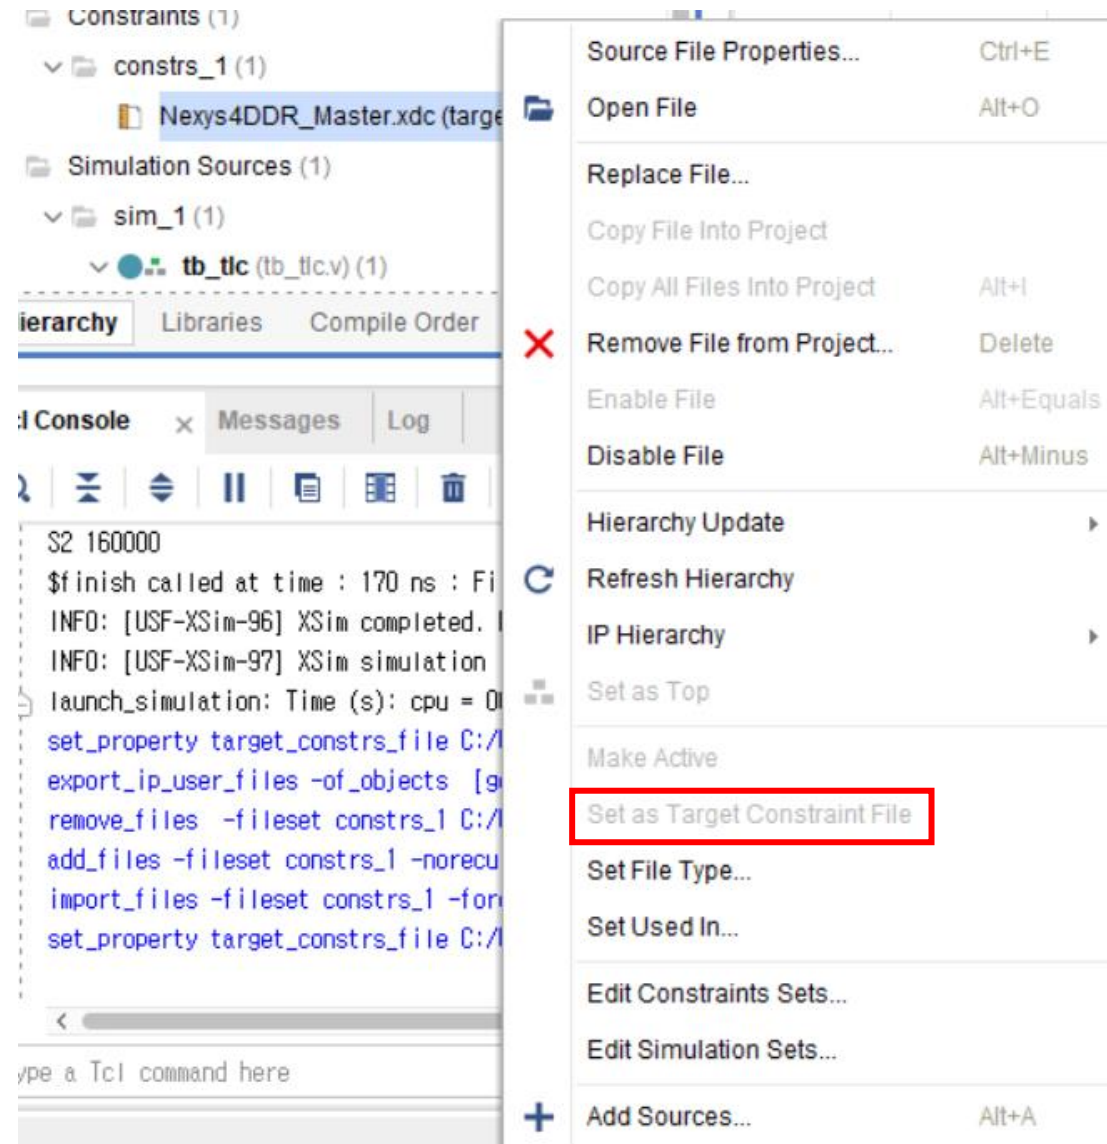 Constraints (1)
constrs_1 (1)
Nexys4DDR_Master.xdc (targe
Simulation Sources (1)
sim_1 (1)
tb_tlc (tb_tlc.v) (1)
ierarchy Libraries Compile Order
cl Console × Messages Log
S2 160000
$finish called at time : 170 ns : Fi
INFO: [USF-XSim-96] XSim completed.
INFO: [USF-XSim-97] XSim simulation
launch_simulation: Time (s): cpu = 0
set_property target_constrs_file C:/
export_ip_user_files -of_objects [g
remove_files -fileset constrs_1 C:/
add_files -fileset constrs_1 -norecu
import_files -fileset constrs_1 -for
set_property target_constrs_file C:/
ype a Tcl command here
Source File Properties... Ctrl+E
Open File Alt+O
Replace File...
Copy File Into Project
Copy All Files Into Project Alt+I
Remove File from Project... Delete
Enable File Alt+Equals
Disable File Alt+Minus
Hierarchy Update
Refresh Hierarchy
IP Hierarchy
Set as Top
Make Active
Set as Target Constraint File
Set File Type...
Set Used In...
Edit Constraints Sets...
Edit Simulation Sets...
Add Sources... Alt+A